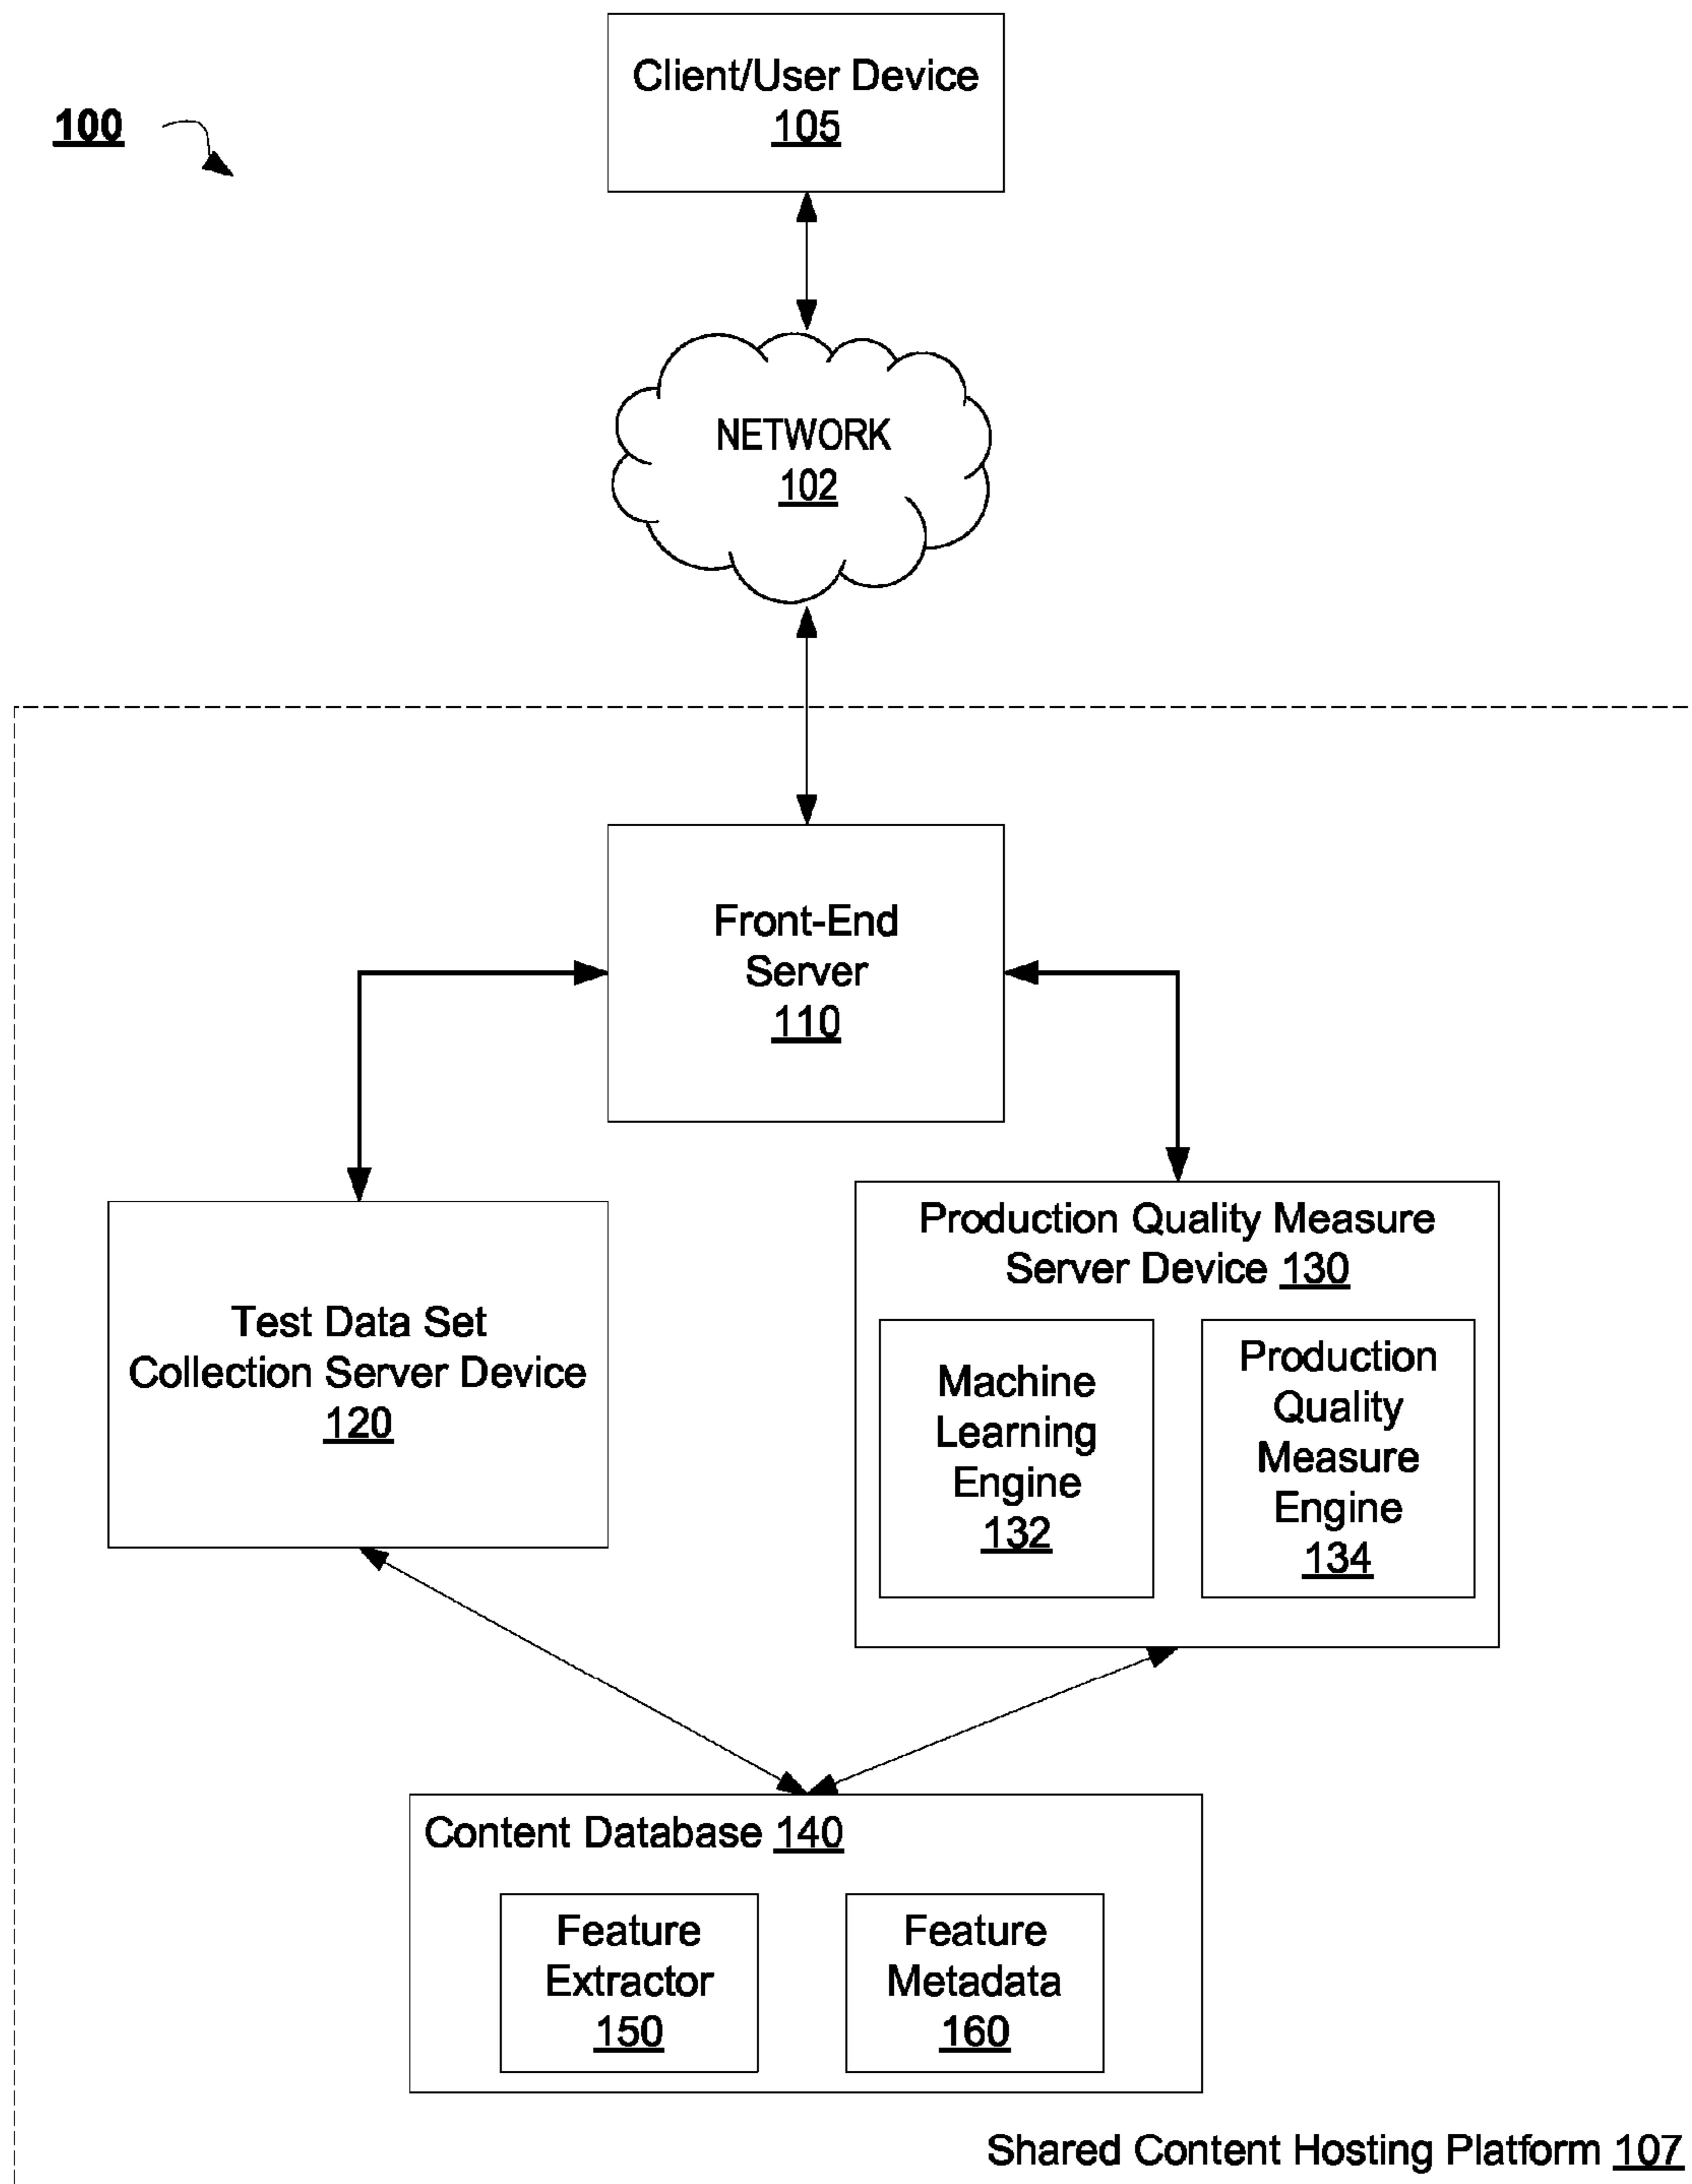 Client/User Device
105
100
NETWORK
102
Front-End
Server
110
Test Data Set
Collection Server Device
120
Production Quality Measure
Server Device 130
Machine
Learning
Engine
132
Production
Quality
Measure
Engine
134
Content Database 140
Feature
Extractor
150
Feature
Metadata
160
Shared Content Hosting Platform 107